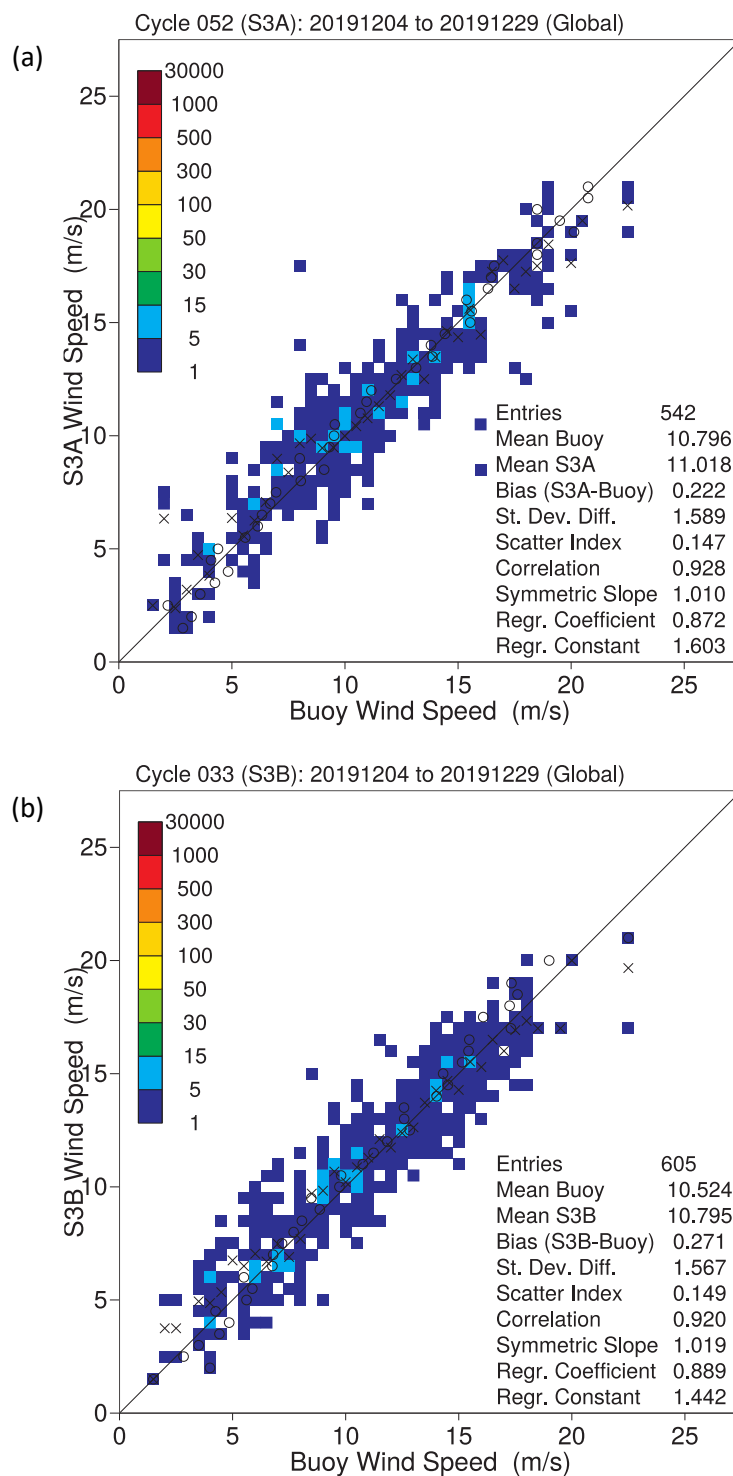 Cycle 052 (S3A): 20191204 to 20191229 (Global)
(a)
30000
1000
500
300
100
50
30
15
5
1
25
20
15
10
5
0
S3A Wind Speed (m/s)
Entries 542
Mean Buoy 10.796
Mean S3A 11.018
Bias (S3A-Buoy) 0.222
St. Dev. Diff. 1.589
Scatter Index 0.147
Correlation 0.928
Symmetric Slope 1.010
Regr. Coefficient 0.872
Regr. Constant 1.603
0 5 10 15 20 25
Buoy Wind Speed (m/s)
Cycle 033 (S3B): 20191204 to 20191229 (Global)
(b)
30000
1000
500
300
100
50
30
15
5
1
25
20
15
10
5
0
S3B Wind Speed (m/s)
Entries 605
Mean Buoy 10.524
Mean S3B 10.795
Bias (S3B-Buoy) 0.271
St. Dev. Diff. 1.567
Scatter Index 0.149
Correlation 0.920
Symmetric Slope 1.019
Regr. Coefficient 0.889
Regr. Constant 1.442
0 5 10 15 20 25
Buoy Wind Speed (m/s)